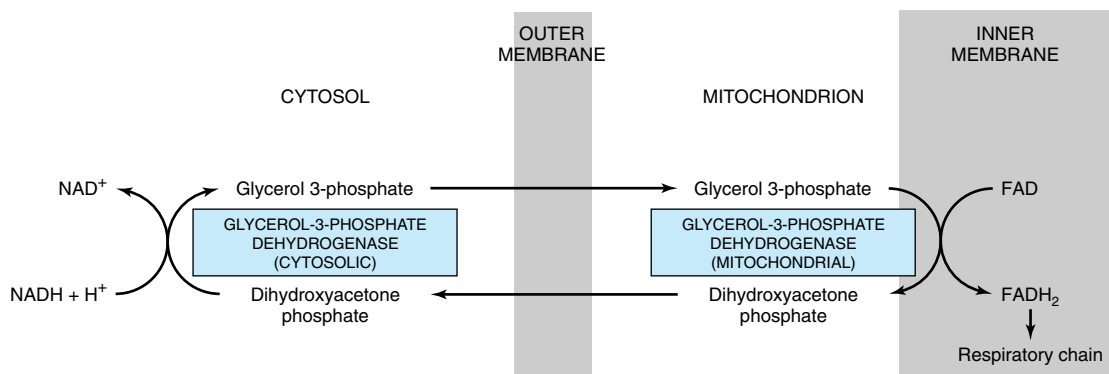 OUTER
MEMBRANE
INNER
MEMBRANE
CYTOSOL
MITOCHONDRION
NAD⁺
Glycerol 3-phosphate
Glycerol 3-phosphate
FAD
GLYCEROL-3-PHOSPHATE
DEHYDROGENASE
(CYTOSOLIC)
GLYCEROL-3-PHOSPHATE
DEHYDROGENASE
(MITOCHONDRIAL)
NADH + H⁺
Dihydroxyacetone
phosphate
Dihydroxyacetone
phosphate
FADH₂
Respiratory chain